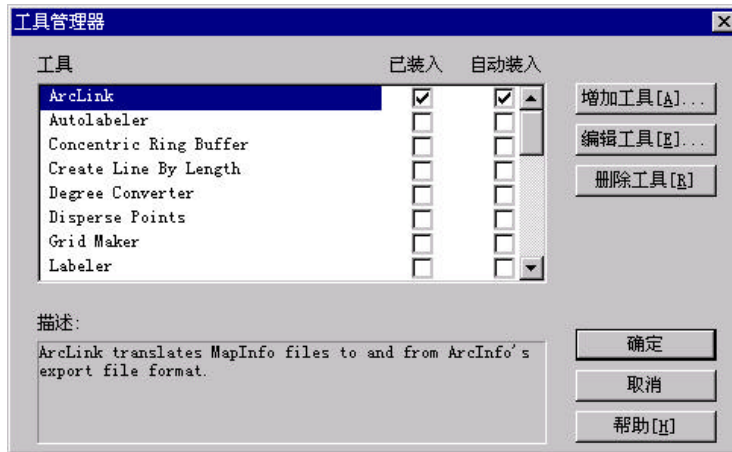 工具管理器
工具 已装入 自动装入
ArcLink
Autolabeler
Concentric Ring Buffer
Create Line By Length
Degree Converter
Disperse Points
Grid Maker
Labeler
增加工具[A]...
编辑工具[E]...
删除工具[R]
描述:
ArcLink translates MapInfo files to and from ArcInfo's
export file format.
确定
取消
帮助[H]